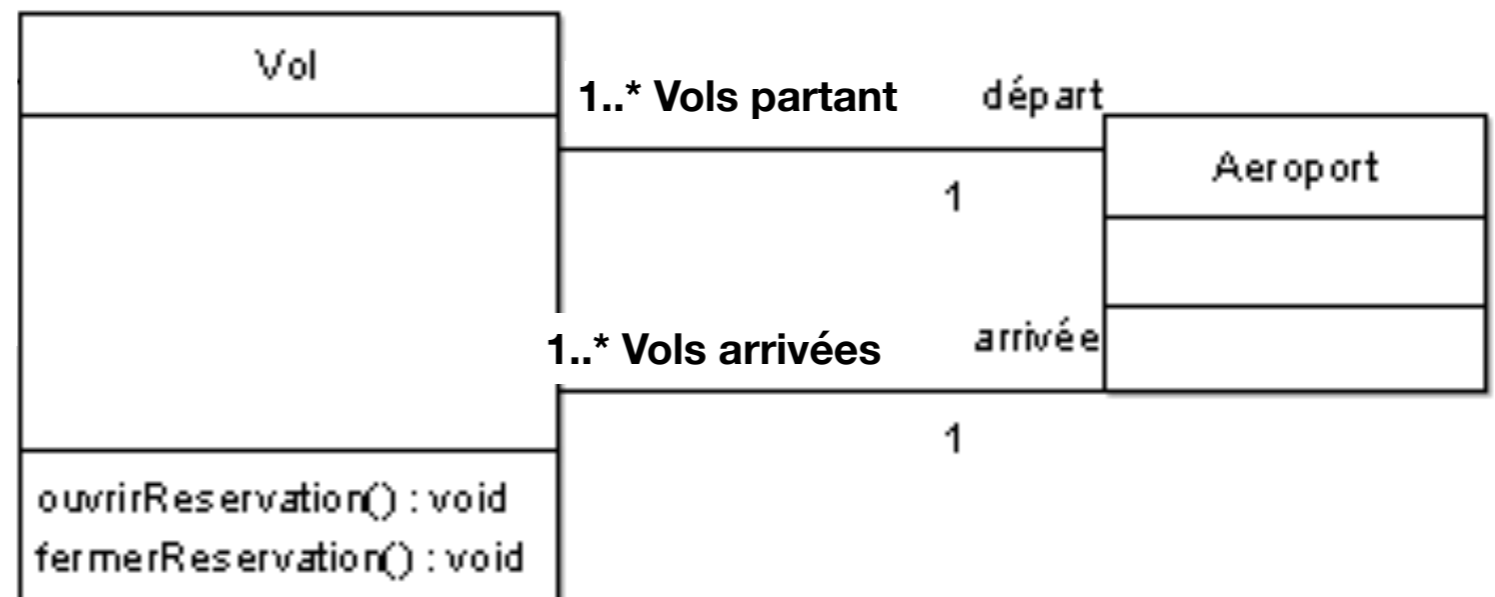 Vol
1..* Vols partant
départ
Aeroport
1
1..* Vols arrivées
arrivée
1
ouvrirReservation() : void
fermerReservation() : void